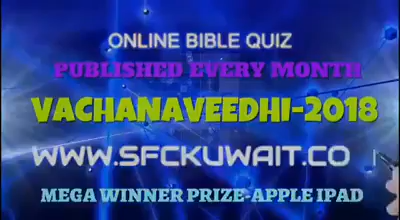 ONLINE BIBLE QUIZ
PUBLISHED EVERY MONTH
VACHANAVEEDHI-2018
WWW.SFCKUWAIT.CO
MEGA WINNER PRIZE-APPLE IPAD